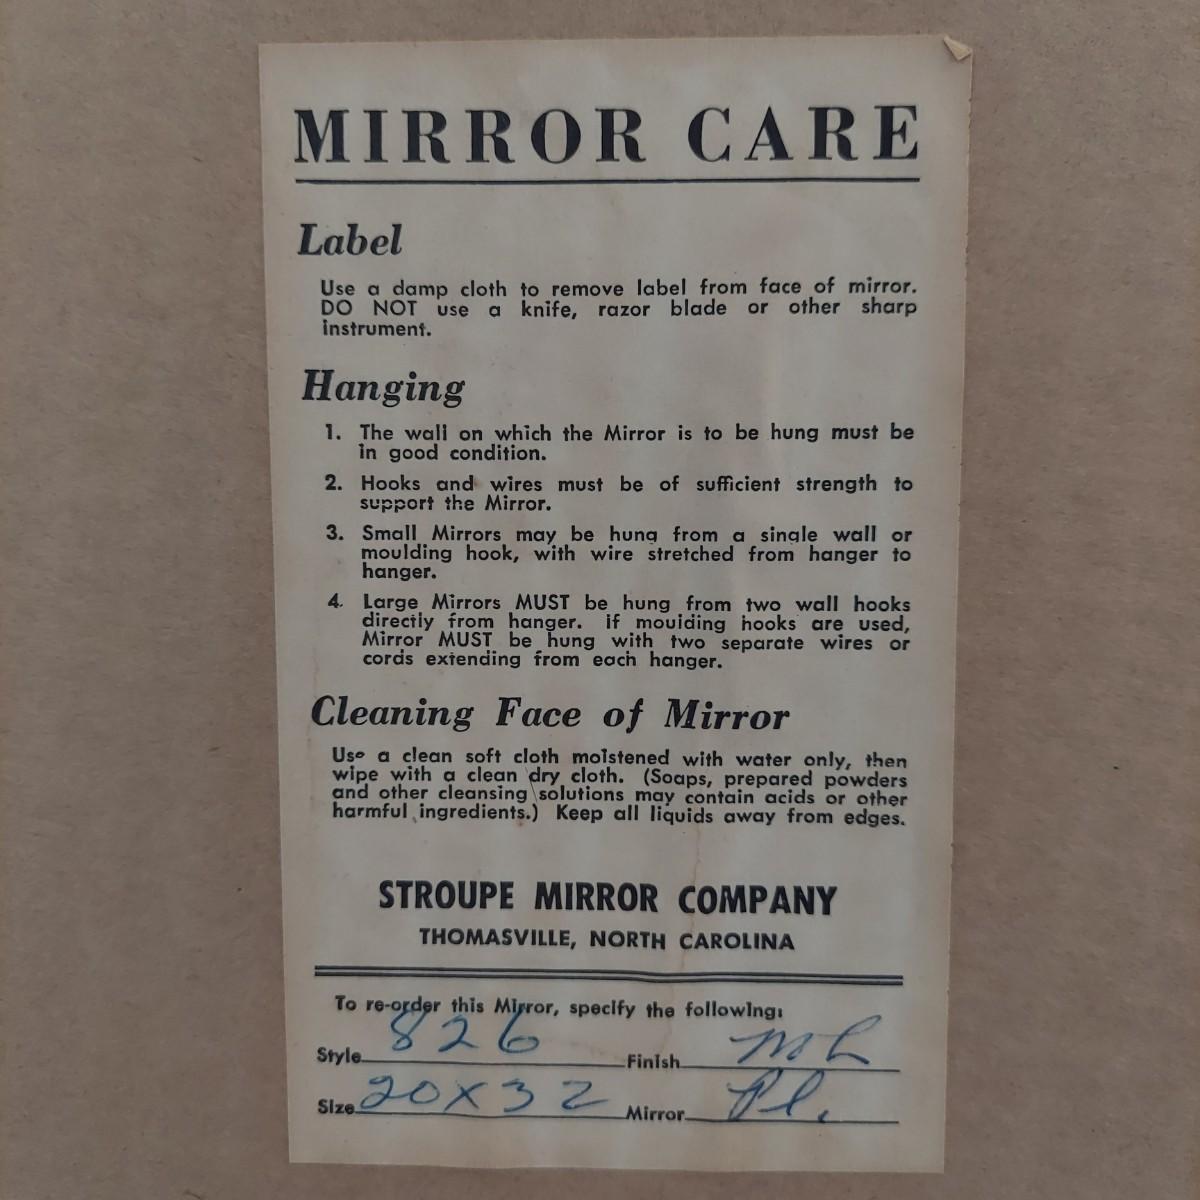 MIRROR CARE
Label
Use a damp cloth to remove label from face of mirror.
DO NOT use a knife, razor blade or other sharp
instrument.
Hanging
1. The wall on which the Mirror is to be hung must be
in good condition.
2. Hooks and wires must be of sufficient strength to
support the Mirror.
3. Small Mirrors may be hung from a single wall or
moulding hook, with wire stretched from hanger to
hanger.
4. Large Mirrors MUST be hung from two wall hooks
directly from hanger. If moulding hooks are used,
Mirror MUST be hung with two separate wires or
cords extending from each hanger.
Cleaning Face of Mirror
Use a clean soft cloth moistened with water only, then
wipe with a clean dry cloth. (Soaps, prepared powders
and other cleansing solutions may contain acids or other
harmful ingredients.) Keep all liquids away from edges.
STROUPE MIRROR COMPANY
THOMASVILLE, NORTH CAROLINA
To re-order this Mirror, specify the following:
Style 826 Finish
Size 20X32 Mirror Pl.